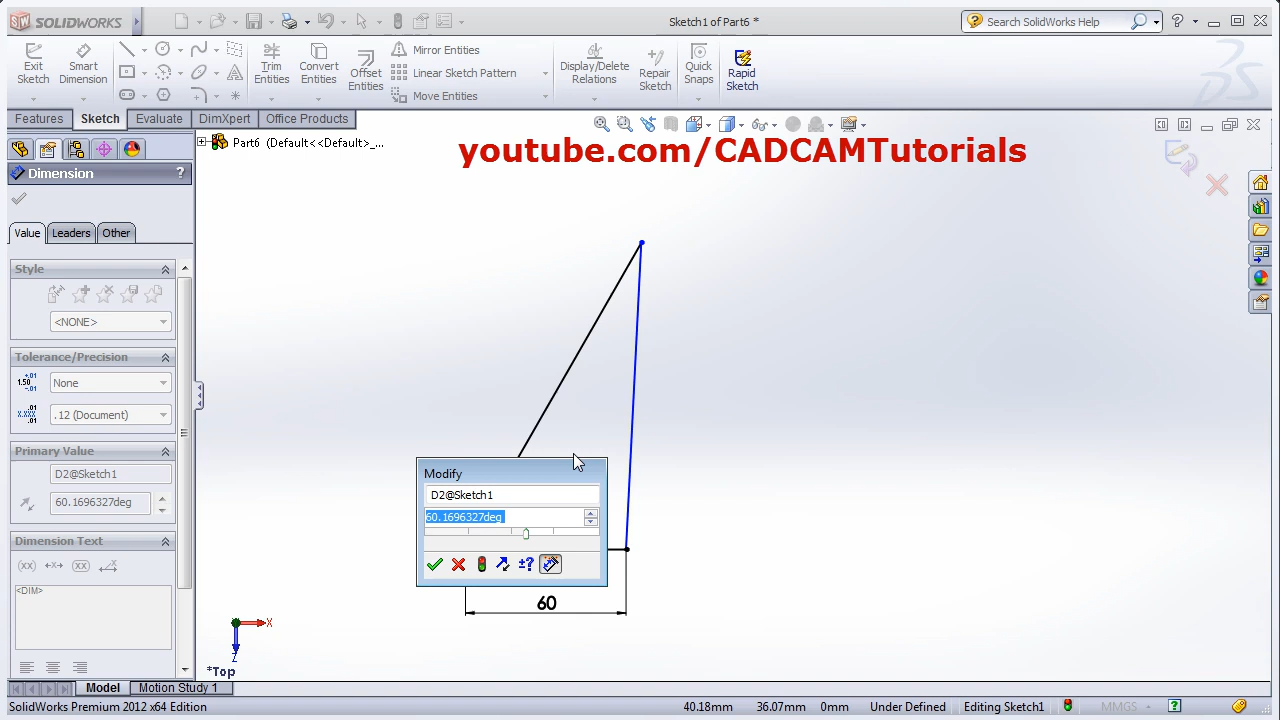 SOLIDWORKS
Sketch1 of Part6 *
Search SolidWorks Help
Exit Sketch
Smart Dimension
Trim Entities
Convert Entities
Offset Entities
Mirror Entities
Linear Sketch Pattern
Move Entities
Display/Delete Relations
Repair Sketch
Quick Snaps
Rapid Sketch
Features
Sketch
Evaluate
DimXpert
Office Products
Part6 (Default<<Default>_...
youtube.com/CADCAMTutorials
Dimension
?
Value
Leaders
Other
Style
<NONE>
Tolerance/Precision
None
.12 (Document)
Primary Value
D2@Sketch1
60.1696327deg
Dimension Text
<DIM>
Modify
D2@Sketch1
60.1696327deg
±?
60
X
Z
*Top
Model
Motion Study 1
SolidWorks Premium 2012 x64 Edition
40.18mm
36.07mm
0mm
Under Defined
Editing Sketch1
MMGS
?